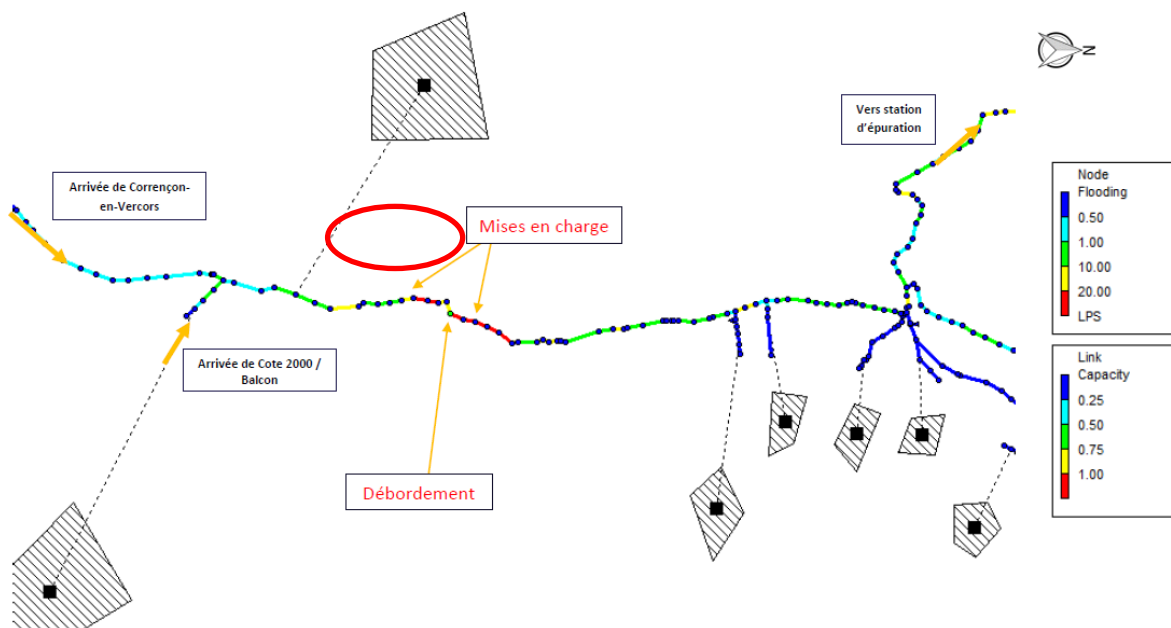 N
Vers station
d'épuration
Arrivée de Corrençon-
en-Vercors
Mises en charge
Node
Flooding
0.50
1.00
10.00
20.00
LPS
Arrivée de Cote 2000 /
Balcon
Link
Capacity
0.25
0.50
0.75
1.00
Débordement